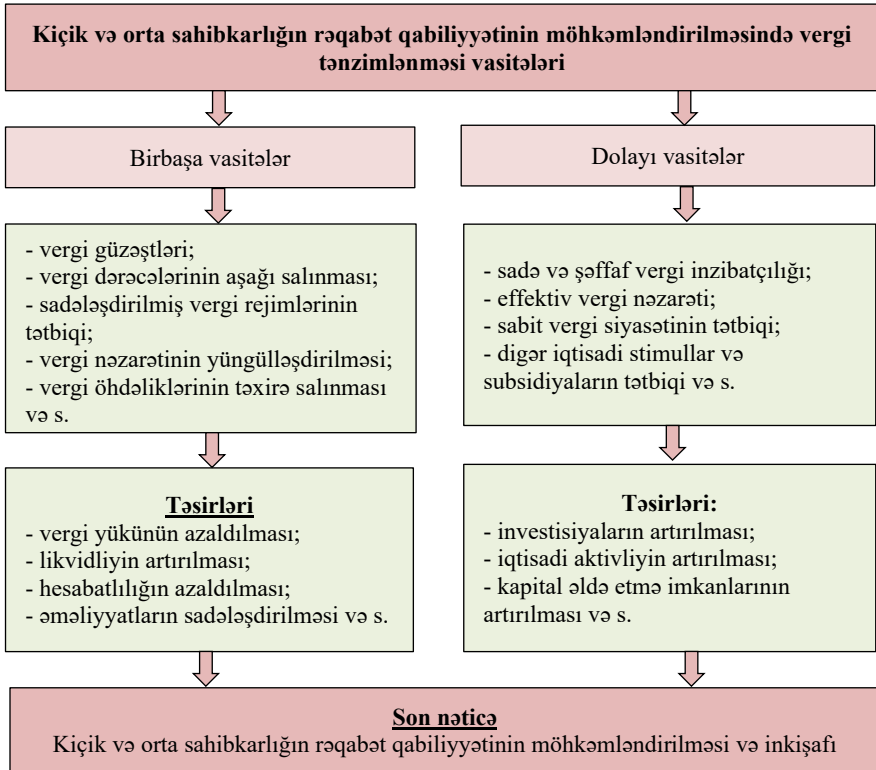 Kiçik və orta sahibkarlığın rəqabət qabiliyyətinin möhkəmləndirilməsində vergi
tənzimlənməsi vasitələri
Birbaşa vasitələr
Dolayı vasitələr
- vergi güzəştləri;
- vergi dərəcələrinin aşağı salınması;
- sadələşdirilmiş vergi rejimlərinin
tətbiqi;
- vergi nəzarətinin yüngülləşdirilməsi;
- vergi öhdəliklərinin təxirə salınması
və s.
- sadə və şəffaf vergi inzibatçılığı;
- effektiv vergi nəzarəti;
- sabit vergi siyasətinin tətbiqi;
- digər iqtisadi stimullar və
subsidiyaların tətbiqi və s.
Təsirləri
- vergi yükünün azaldılması;
- likvidliyin artırılması;
- hesabatlılığın azaldılması;
- əməliyyatların sadələşdirilməsi və s.
Təsirləri:
- investisiyaların artırılması;
- iqtisadi aktivliyin artırılması;
- kapital əldə etmə imkanlarının
artırılması və s.
Son nəticə
Kiçik və orta sahibkarlığın rəqabət qabiliyyətinin möhkəmləndirilməsi və inkişafı